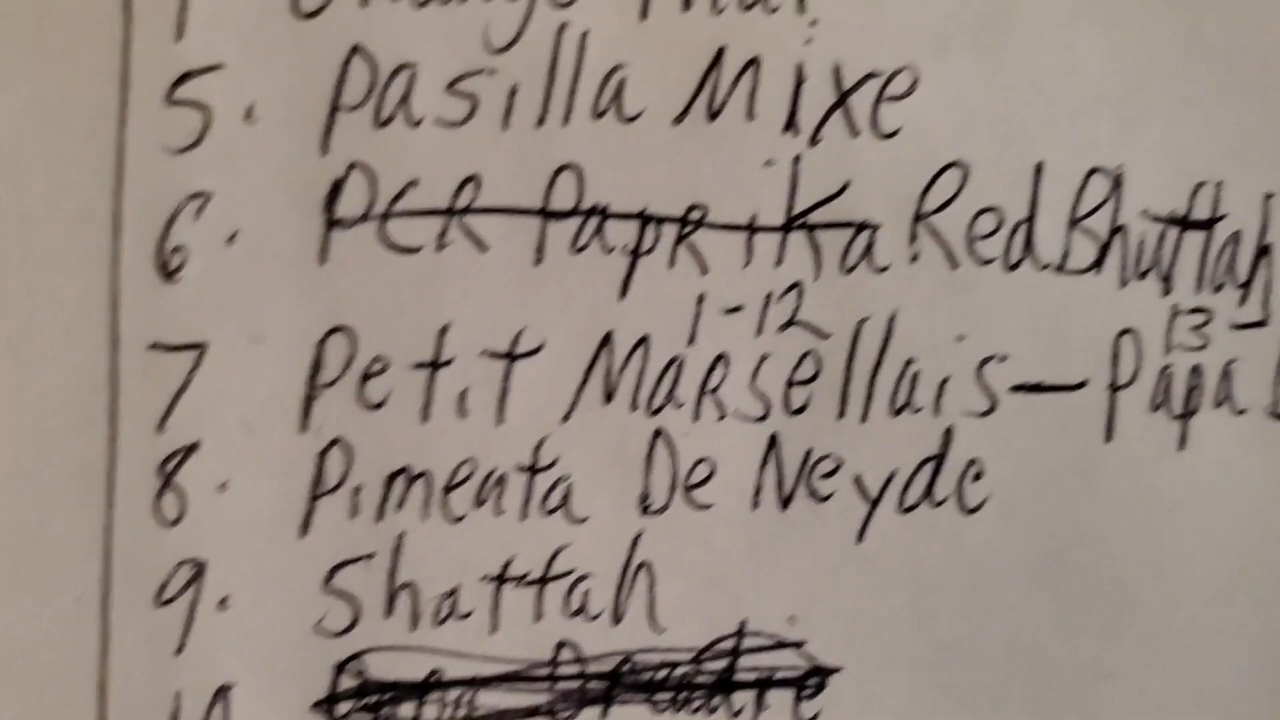 5. Pasilla Mixe
6. PCR Paprika Red Bhuttah
1-12 13-
7 Petit Marsellais - Papa
8. Pimenta De Neyde
9. Shattah
10